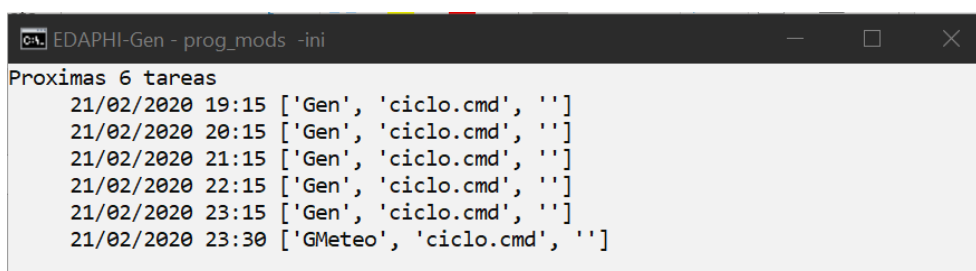 EDAPHI-Gen - prog_mods -ini
Proximas 6 tareas
21/02/2020 19:15 ['Gen', 'ciclo.cmd', '']
21/02/2020 20:15 ['Gen', 'ciclo.cmd', '']
21/02/2020 21:15 ['Gen', 'ciclo.cmd', '']
21/02/2020 22:15 ['Gen', 'ciclo.cmd', '']
21/02/2020 23:15 ['Gen', 'ciclo.cmd', '']
21/02/2020 23:30 ['GMeteo', 'ciclo.cmd', '']